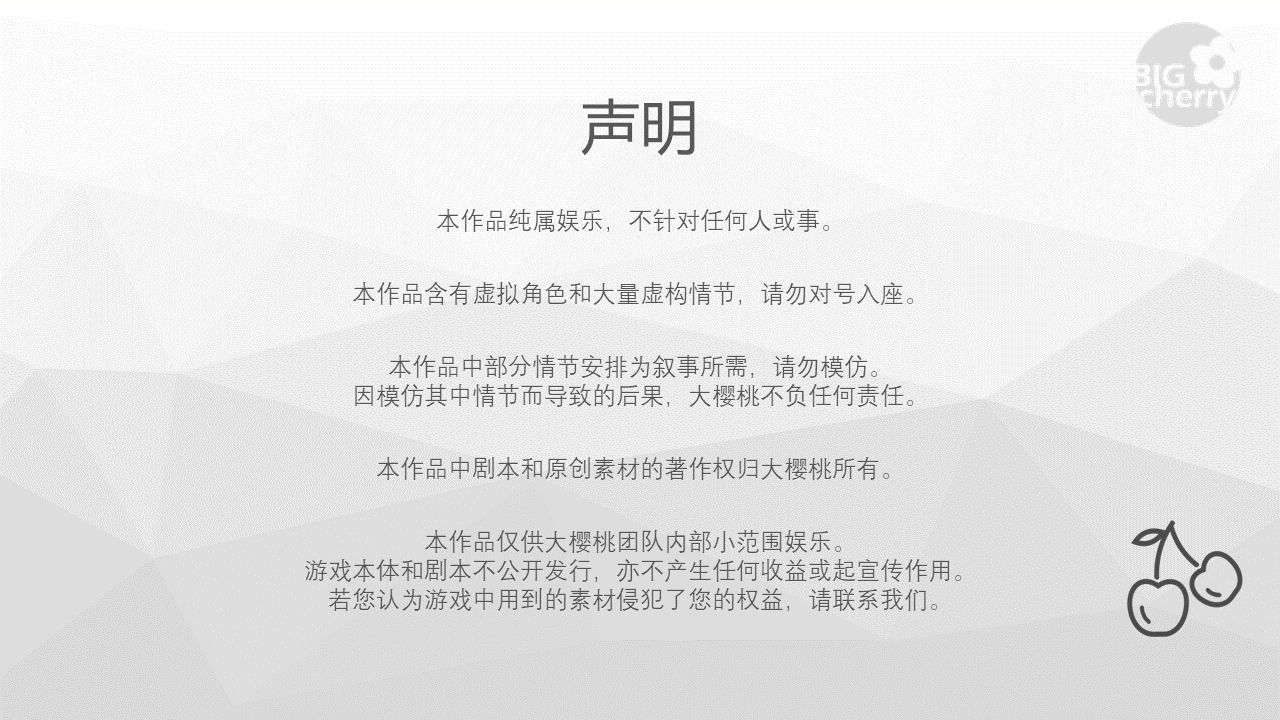 BIG
cherry
声明
本作品纯属娱乐，不针对任何人或事。
本作品含有虚拟角色和大量虚构情节，请勿对号入座。
本作品中部分情节安排为叙事所需，请勿模仿。
因模仿其中情节而导致的后果，大樱桃不负任何责任。
本作品中剧本和原创素材的著作权归大樱桃所有。
本作品仅供大樱桃团队内部小范围娱乐。
游戏本体和剧本不公开发行，亦不产生任何收益或起宣传作用。
若您认为游戏中用到的素材侵犯了您的权益，请联系我们。